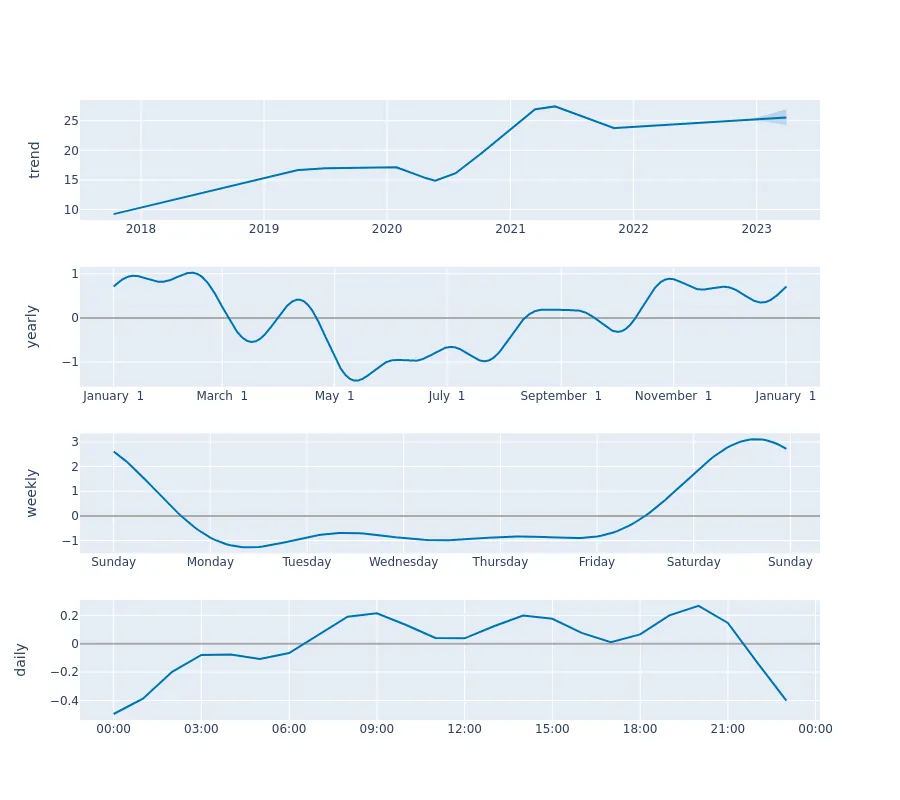 trend
25
20
15
10
2018 2019 2020 2021 2022 2023
yearly
1
0
−1
January 1 March 1 May 1 July 1 September 1 November 1 January 1
weekly
3
2
1
0
−1
Sunday Monday Tuesday Wednesday Thursday Friday Saturday Sunday
daily
0.2
0
−0.2
−0.4
00:00 03:00 06:00 09:00 12:00 15:00 18:00 21:00 00:00